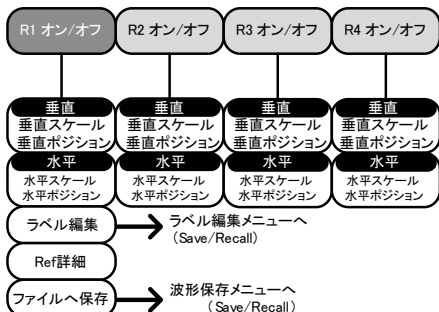 R1 オン/オフ R2 オン/オフ R3 オン/オフ R4 オン/オフ
垂直 垂直 垂直 垂直
垂直スケール 垂直スケール 垂直スケール 垂直スケール
垂直ポジション 垂直ポジション 垂直ポジション 垂直ポジション
水平 水平 水平 水平
水平スケール 水平スケール 水平スケール 水平スケール
水平ポジション 水平ポジション 水平ポジション 水平ポジション
ラベル編集 ラベル編集メニューへ
(Save/Recall)
Ref詳細
ファイルへ保存 波形保存メニューへ
(Save/Recall)